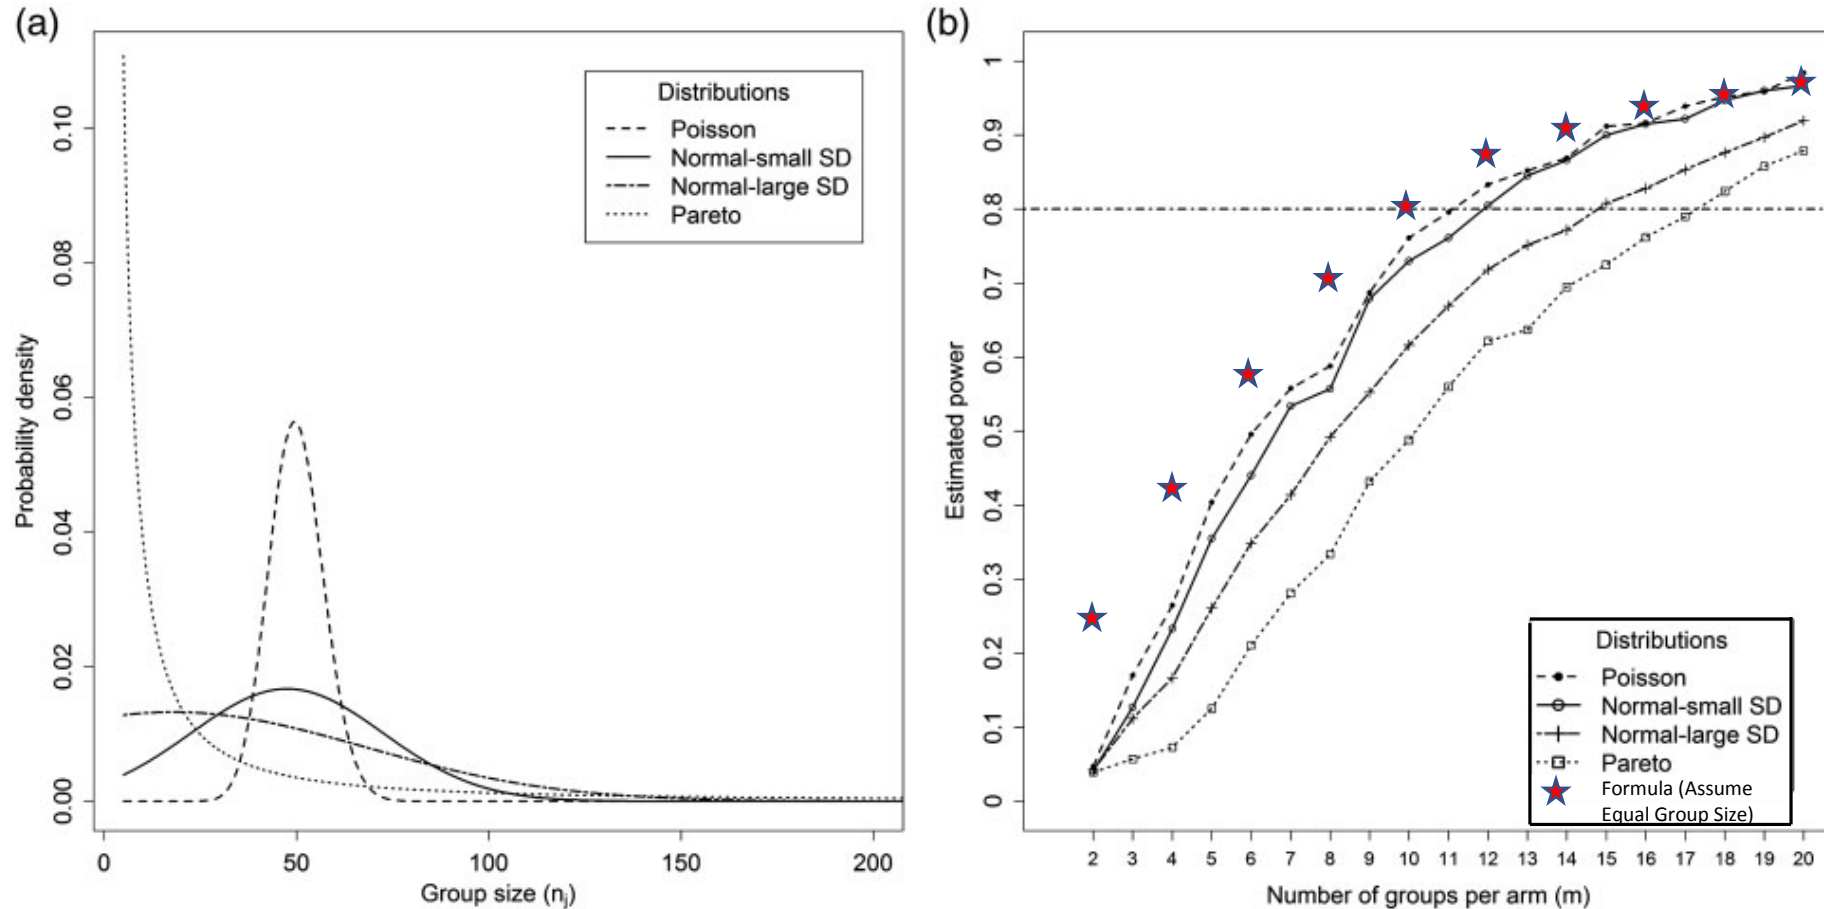 (a)
Probability density
0.10
0.08
0.06
0.04
0.02
0.00
Distributions
Poisson
Normal-small SD
Normal-large SD
Pareto
0
50
100
150
200
Group size (nj)
(b)
Estimated power
1
0.9
0.8
0.7
0.6
0.5
0.4
0.3
0.2
0.1
0
Distributions
Poisson
Normal-small SD
Normal-large SD
Pareto
Formula (Assume
Equal Group Size)
2 3 4 5 6 7 8 9 10 11 12 13 14 15 16 17 18 19 20
Number of groups per arm (m)